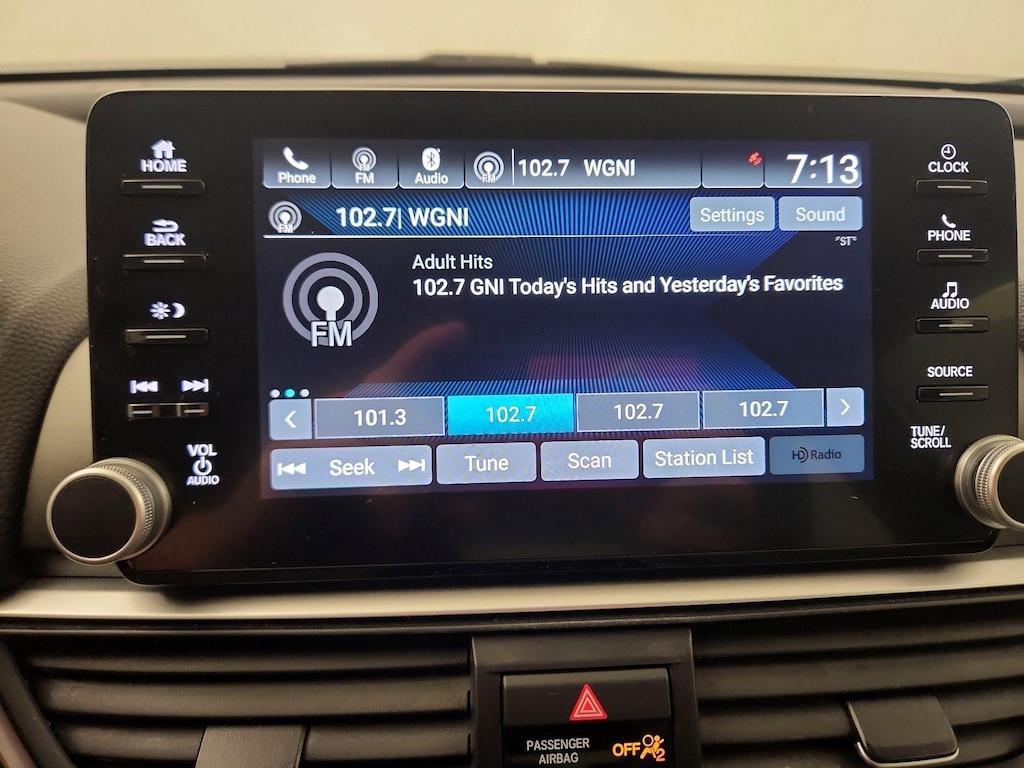 HOME
BACK
VOL
AUDIO
Phone
FM
Audio
FM
102.7 WGNI
7:13
FM
102.7| WGNI
Settings
Sound
"ST"
FM
Adult Hits
102.7 GNI Today's Hits and Yesterday's Favorites
101.3
102.7
102.7
102.7
Seek
Tune
Scan
Station List
HD Radio
CLOCK
PHONE
AUDIO
SOURCE
TUNE/
SCROLL
PASSENGER
AIRBAG
OFF
2